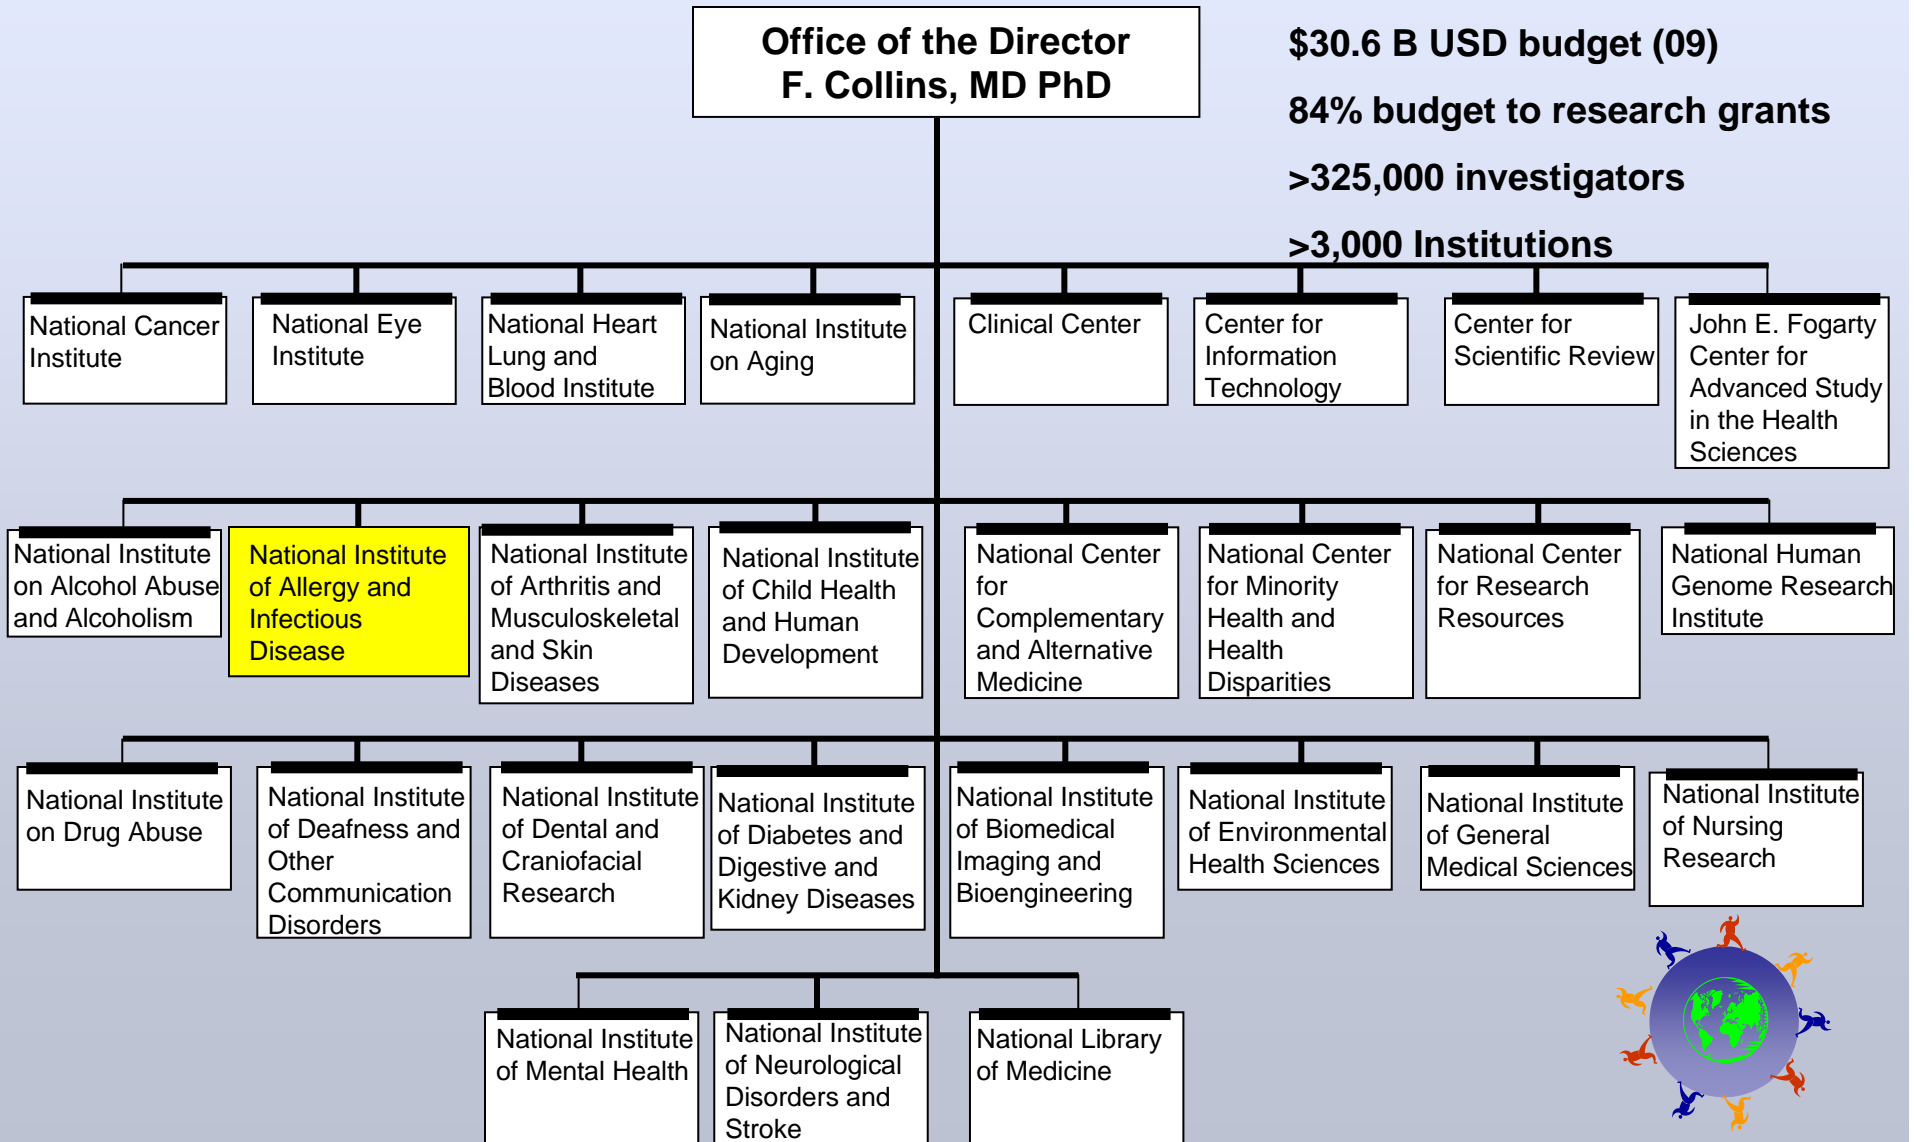 Office of the Director
F. Collins, MD PhD
$30.6 B USD budget (09)
84% budget to research grants
>325,000 investigators
>3,000 Institutions
National Cancer
Institute
National Eye
Institute
National Heart
Lung and
Blood Institute
National Institute
on Aging
Clinical Center
Center for
Information
Technology
Center for
Scientific Review
John E. Fogarty
Center for
Advanced Study
in the Health
Sciences
National Institute
on Alcohol Abuse
and Alcoholism
National Institute
of Allergy and
Infectious
Disease
National Institute
of Arthritis and
Musculoskeletal
and Skin
Diseases
National Institute
of Child Health
and Human
Development
National Center
for
Complementary
and Alternative
Medicine
National Center
for Minority
Health and
Health
Disparities
National Center
for Research
Resources
National Human
Genome Research
Institute
National Institute
on Drug Abuse
National Institute
of Deafness and
Other
Communication
Disorders
National Institute
of Dental and
Craniofacial
Research
National Institute
of Diabetes and
Digestive and
Kidney Diseases
National Institute
of Biomedical
Imaging and
Bioengineering
National Institute
of Environmental
Health Sciences
National Institute
of General
Medical Sciences
National Institute
of Nursing
Research
National Institute
of Mental Health
National Institute
of Neurological
Disorders and
Stroke
National Library
of Medicine